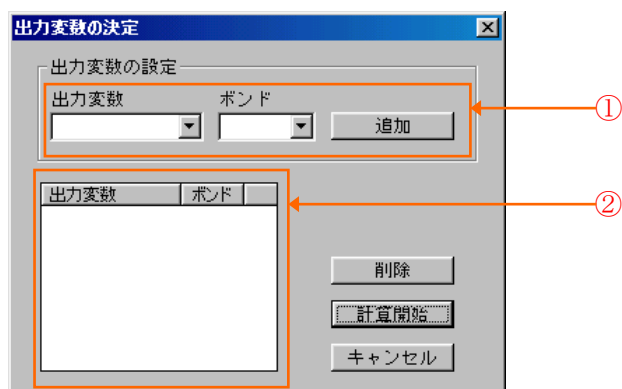 出力変数の決定
出力変数の設定
出力変数 ボンド
追加
①
出力変数 ボンド
②
削除
計算開始
キャンセル